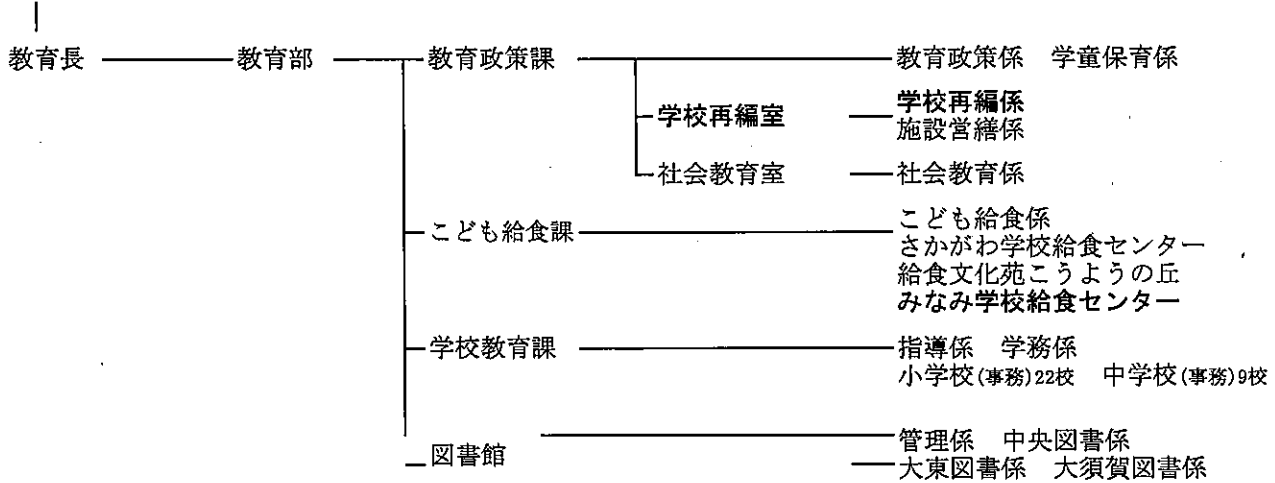 教育長 教育部 教育政策課 教育政策係 学童保育係
学校再編室 学校再編係
施設営繕係
社会教育室 社会教育係
こども給食課 こども給食係
さかがわ学校給食センター
給食文化苑こうようの丘
みなみ学校給食センター
学校教育課 指導係 学務係
小学校(事務)22校 中学校(事務)9校
図書館 管理係 中央図書係
大東図書係 大須賀図書係